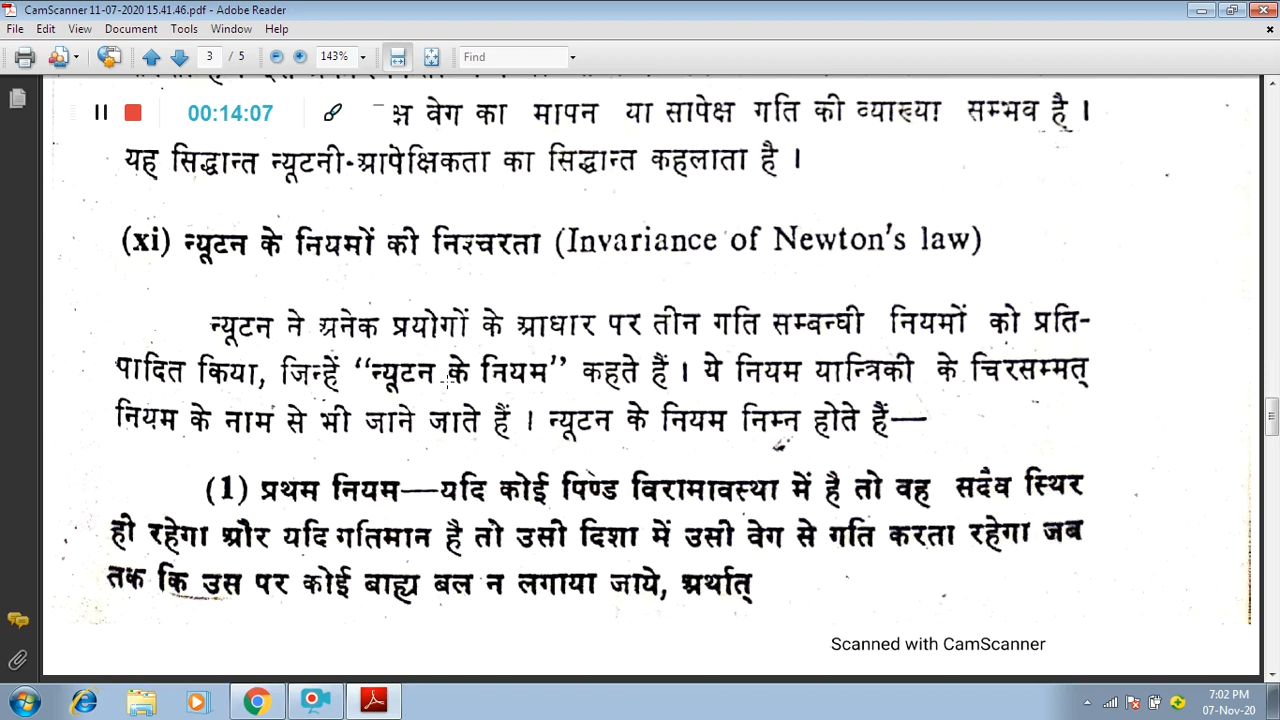 CamScanner 11-07-2020 15.41.46.pdf - Adobe Reader
File Edit View Document Tools Window Help
3 / 5 143% Find
00:14:07 वेग का मापन या सापेक्ष गति की व्याख्या सम्भव है ।
यह सिद्धान्त न्यूटनी-आपेक्षिकता का सिद्धान्त कहलाता है ।
(xi) न्यूटन के नियमों की निश्चरता (Invariance of Newton's law)
न्यूटन ने अनेक प्रयोगों के आधार पर तीन गति सम्बन्धी नियमों को प्रति-
पादित किया, जिन्हें “न्यूटन के नियम” कहते हैं । ये नियम यान्त्रिकी के चिरसम्मत्
नियम के नाम से भी जाने जाते हैं । न्यूटन के नियम निम्न होते हैं—
(1) प्रथम नियम—यदि कोई पिण्ड विरामावस्था में है तो वह सदैव स्थिर
ही रहेगा और यदि गतिमान है तो उसी दिशा में उसी वेग से गति करता रहेगा जब
तक कि उस पर कोई बाह्य बल न लगाया जाये, अर्थात्
Scanned with CamScanner
7:02 PM
07-Nov-20